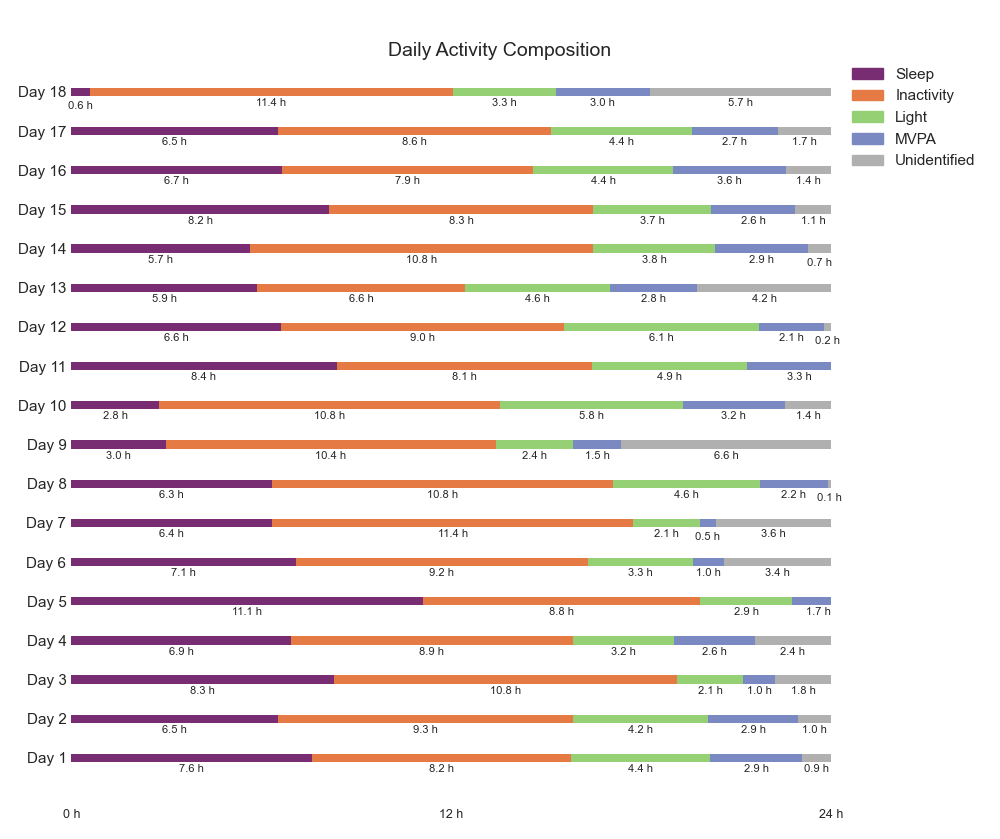 Daily Activity Composition
Sleep
Inactivity
Light
MVPA
Unidentified
Day 18
0.6 h 11.4 h 3.3 h 3.0 h 5.7 h
Day 17
6.5 h 8.6 h 4.4 h 2.7 h 1.7 h
Day 16
6.7 h 7.9 h 4.4 h 3.6 h 1.4 h
Day 15
8.2 h 8.3 h 3.7 h 2.6 h 1.1 h
Day 14
5.7 h 10.8 h 3.8 h 2.9 h 0.7 h
Day 13
5.9 h 6.6 h 4.6 h 2.8 h 4.2 h
Day 12
6.6 h 9.0 h 6.1 h 2.1 h 0.2 h
Day 11
8.4 h 8.1 h 4.9 h 3.3 h
Day 10
2.8 h 10.8 h 5.8 h 3.2 h 1.4 h
Day 9
3.0 h 10.4 h 2.4 h 1.5 h 6.6 h
Day 8
6.3 h 10.8 h 4.6 h 2.2 h 0.1 h
Day 7
6.4 h 11.4 h 2.1 h 0.5 h 3.6 h
Day 6
7.1 h 9.2 h 3.3 h 1.0 h 3.4 h
Day 5
11.1 h 8.8 h 2.9 h 1.7 h
Day 4
6.9 h 8.9 h 3.2 h 2.6 h 2.4 h
Day 3
8.3 h 10.8 h 2.1 h 1.0 h 1.8 h
Day 2
6.5 h 9.3 h 4.2 h 2.9 h 1.0 h
Day 1
7.6 h 8.2 h 4.4 h 2.9 h 0.9 h
0 h 12 h 24 h